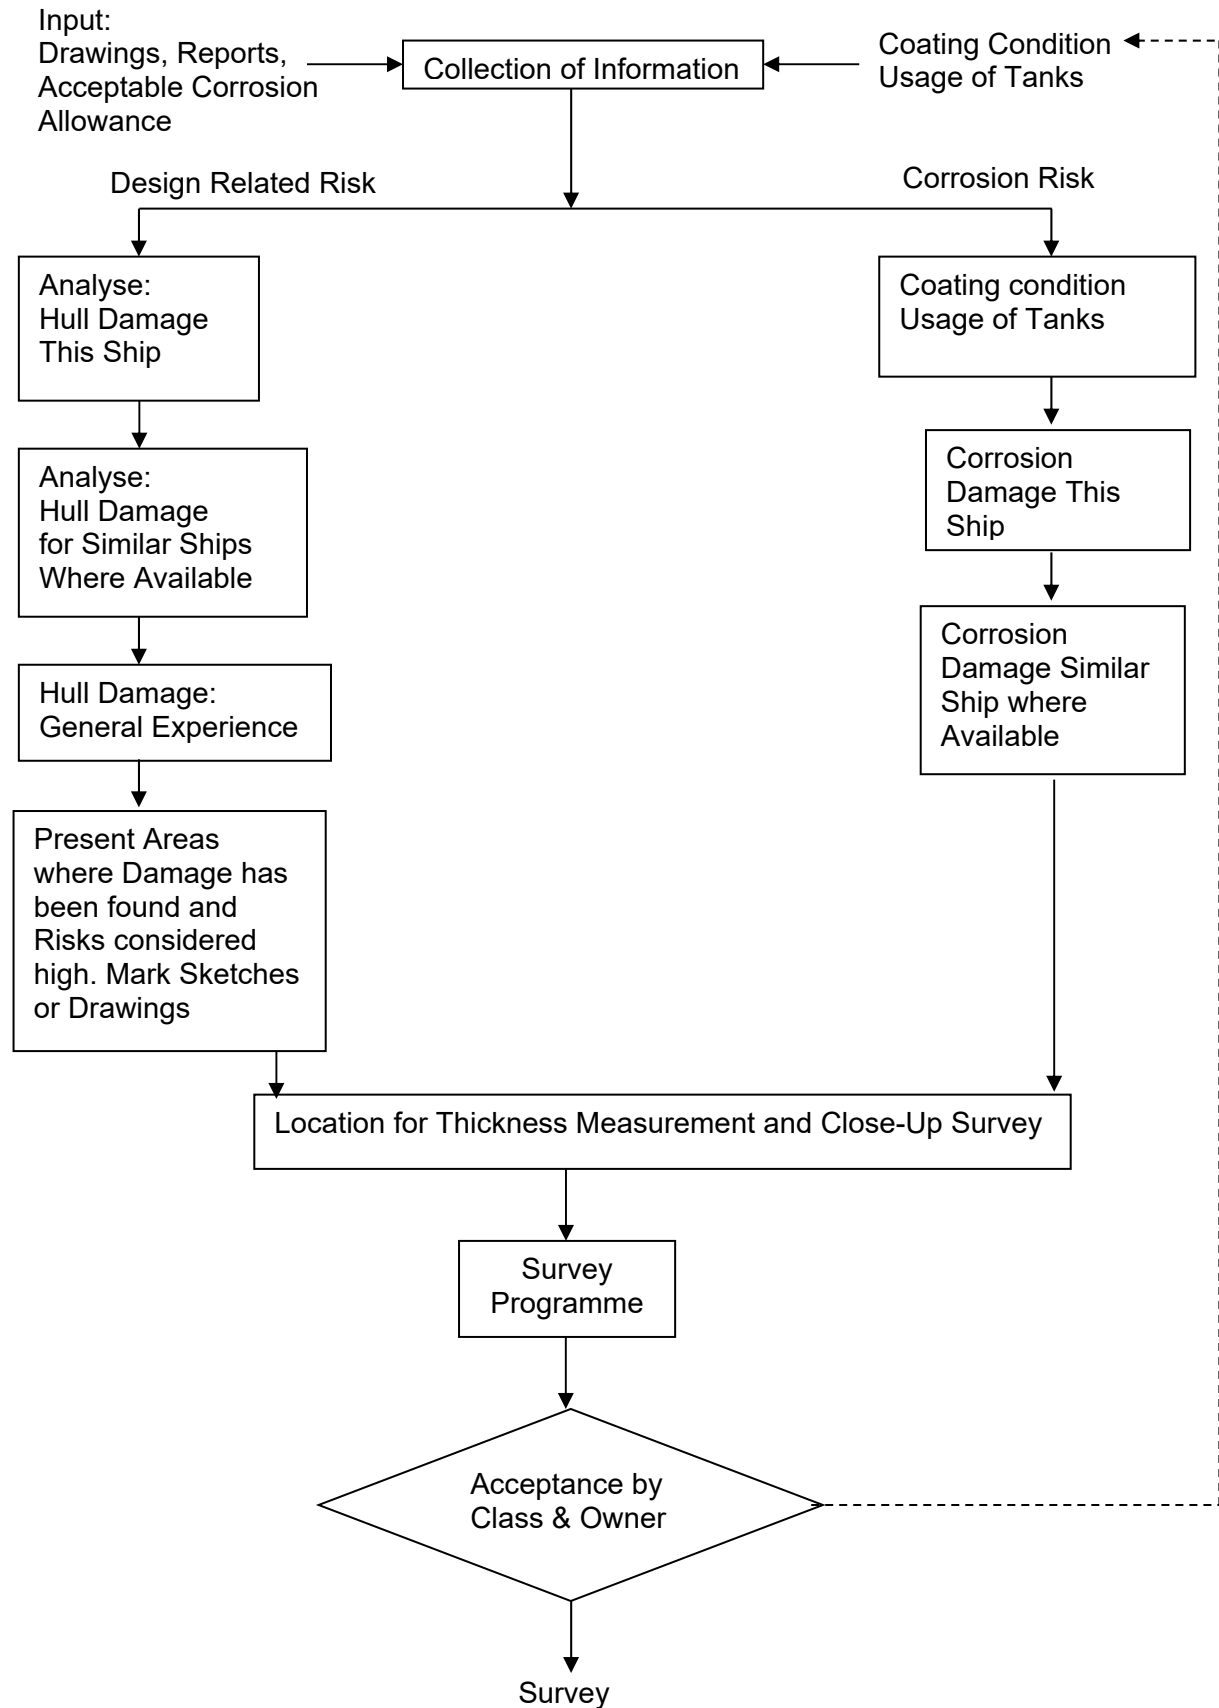 Input:
Drawings, Reports,
Acceptable Corrosion
Allowance
Collection of Information
Coating Condition
Usage of Tanks
Design Related Risk
Corrosion Risk
Analyse:
Hull Damage
This Ship
Coating condition
Usage of Tanks
Analyse:
Hull Damage
for Similar Ships
Where Available
Corrosion
Damage This
Ship
Hull Damage:
General Experience
Corrosion
Damage Similar
Ship where
Available
Present Areas
where Damage has
been found and
Risks considered
high. Mark Sketches
or Drawings
Location for Thickness Measurement and Close-Up Survey
Survey
Programme
Acceptance by
Class & Owner
Survey